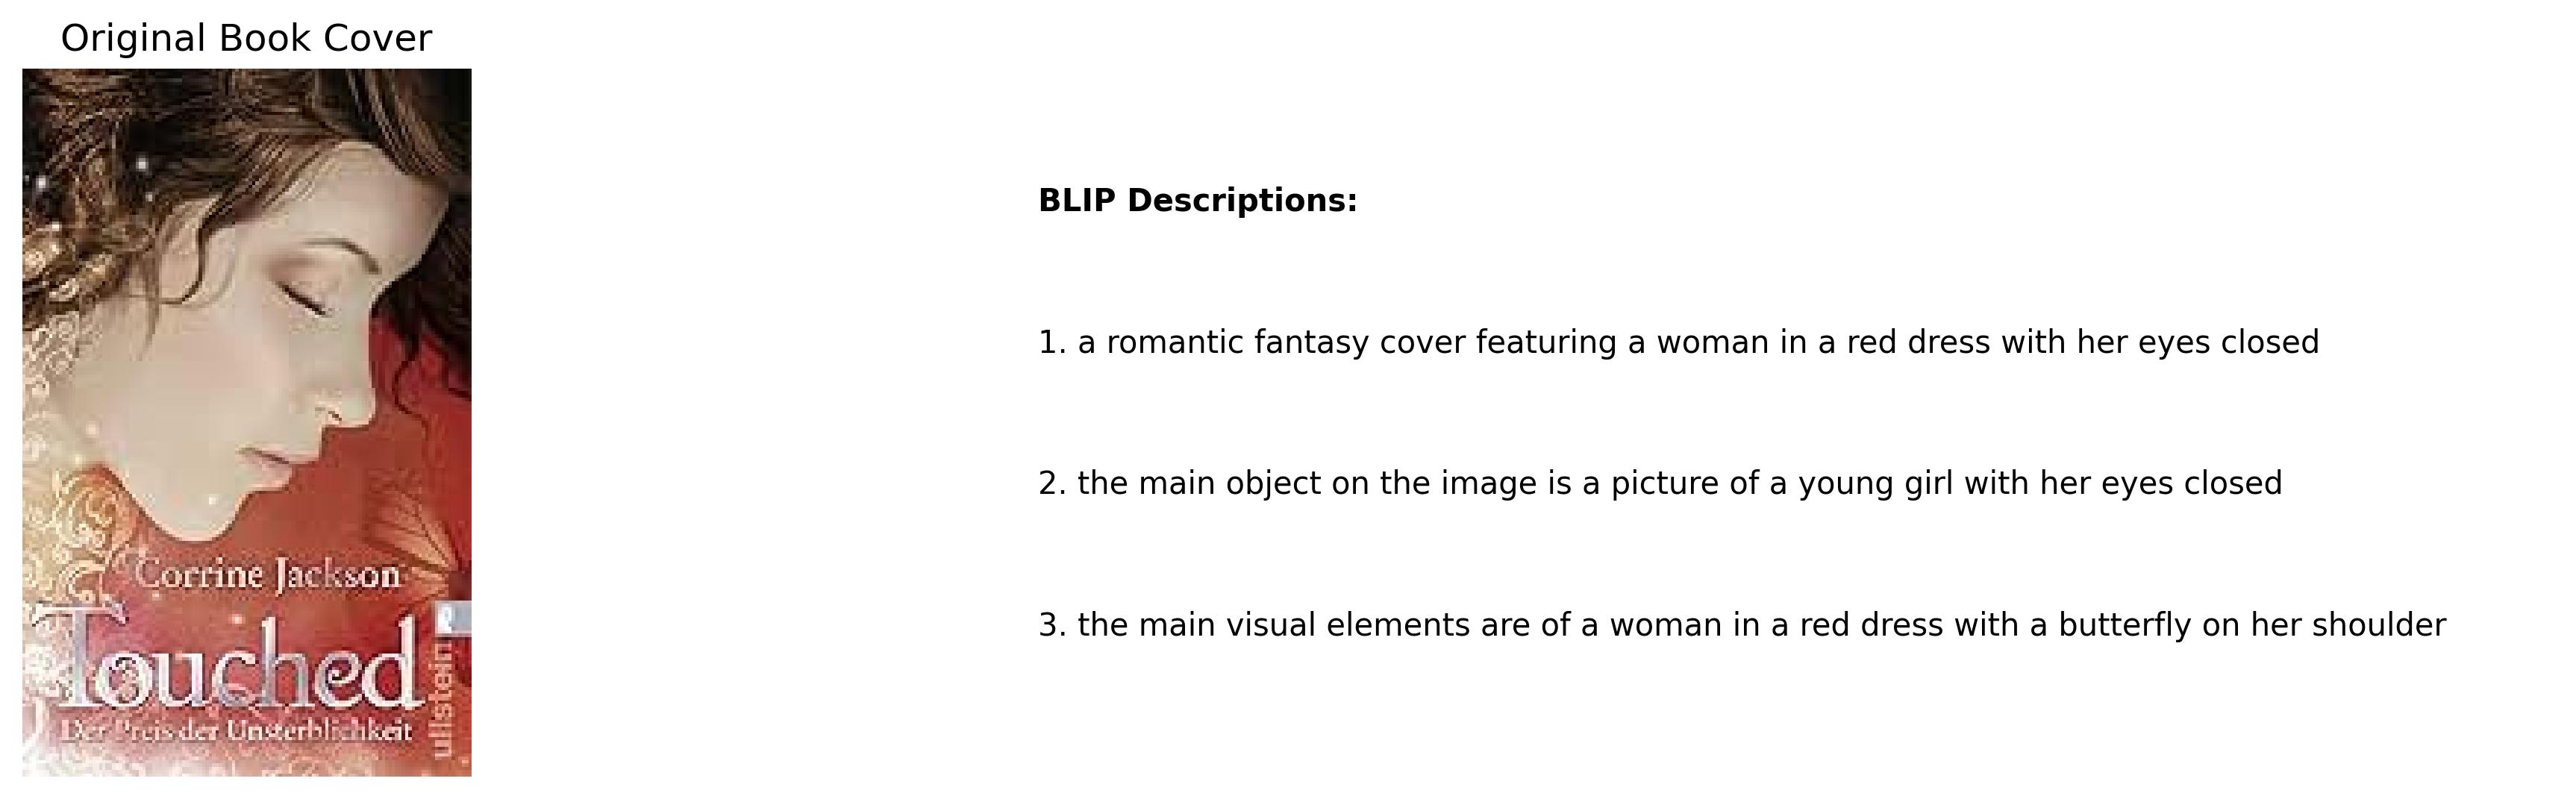 Original Book Cover
Corrine Jackson
Touched
Der Preis der Unsterblichkeit
ullstein
BLIP Descriptions:
1. a romantic fantasy cover featuring a woman in a red dress with her eyes closed
2. the main object on the image is a picture of a young girl with her eyes closed
3. the main visual elements are of a woman in a red dress with a butterfly on her shoulder